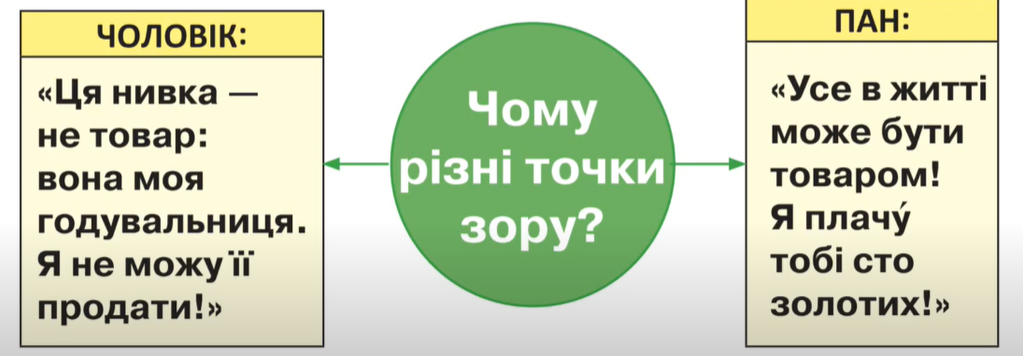 ЧОЛОВІК:
«Ця нивка —
не товар:
вона моя
годувальниця.
Я не можу її
продати!»
Чому
різні точки
зору?
ПАН:
«Усе в житті
може бути
товаром!
Я плачу́
тобі сто
золотих!»